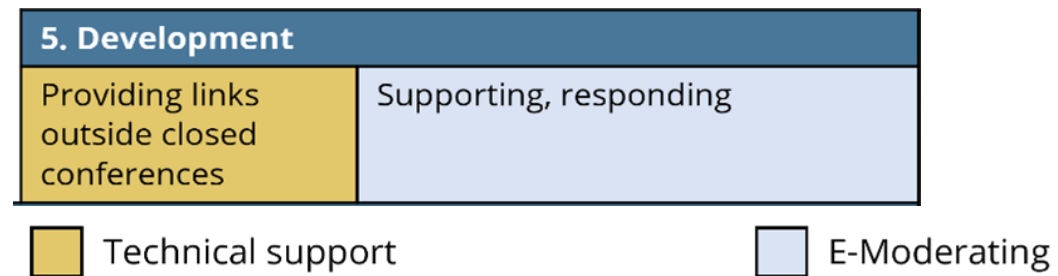 5. Development
Providing links
outside closed
conferences
Supporting, responding
Technical support
E-Moderating